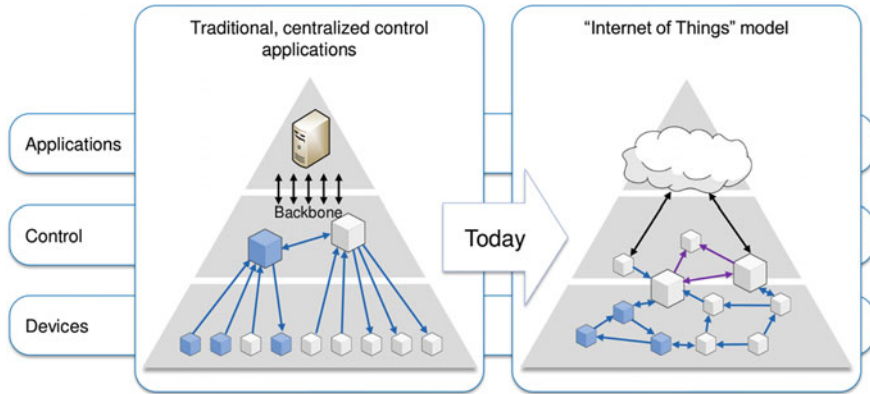 Traditional, centralized control
applications
“Internet of Things” model
Applications
Backbone
Control
Today
Devices